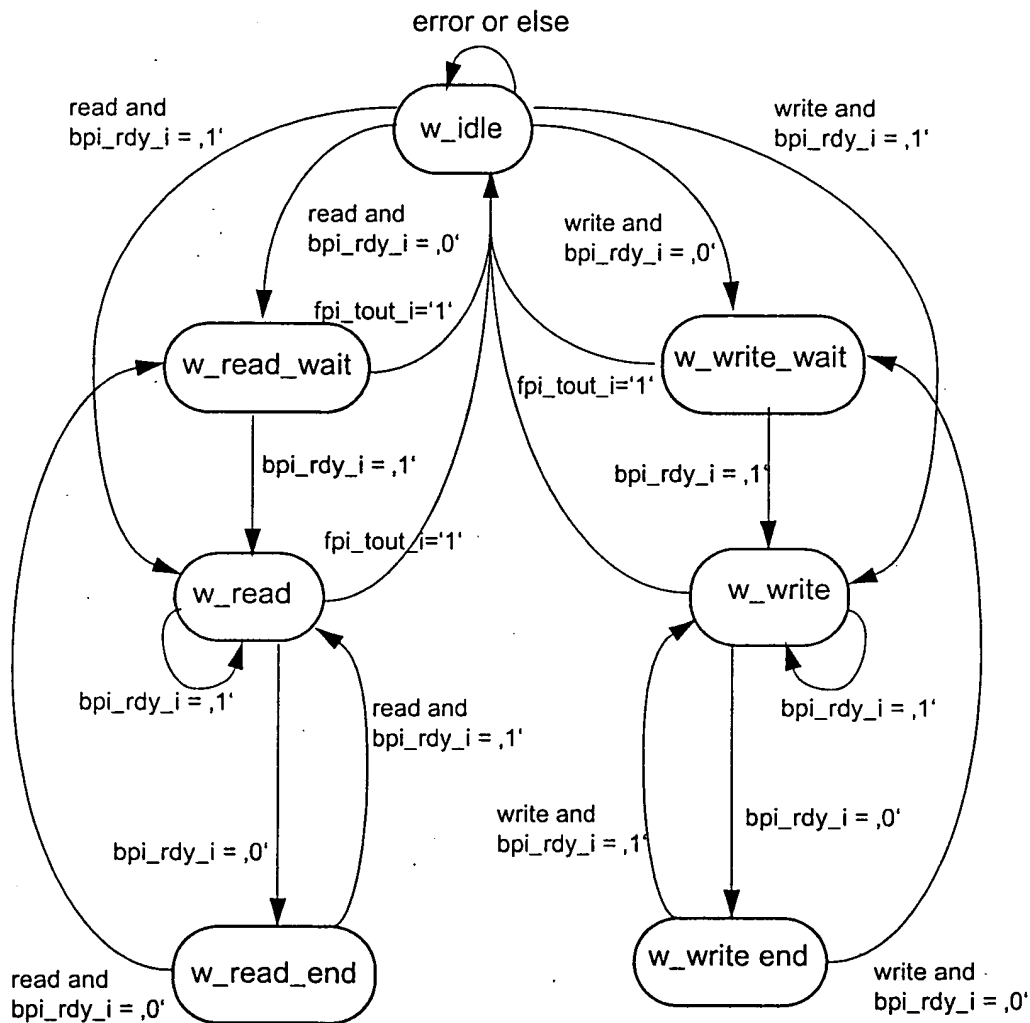 error or else
w_idle
read and
bpi_rdy_i = ,1‘
write and
bpi_rdy_i = ,1‘
read and
bpi_rdy_i = ,0‘
write and
bpi_rdy_i = ,0‘
fpi_tout_i='1'
w_read_wait
w_write_wait
fpi_tout_i='1'
bpi_rdy_i = ,1‘
bpi_rdy_i = ,1‘
fpi_tout_i='1'
w_read
w_write
bpi_rdy_i = ,1‘
read and
bpi_rdy_i = ,1‘
bpi_rdy_i = ,1‘
write and
bpi_rdy_i = ,1‘
bpi_rdy_i = ,0‘
bpi_rdy_i = ,0‘
w_read_end
w_write end
read and
bpi_rdy_i = ,0‘
write and
bpi_rdy_i = ,0‘